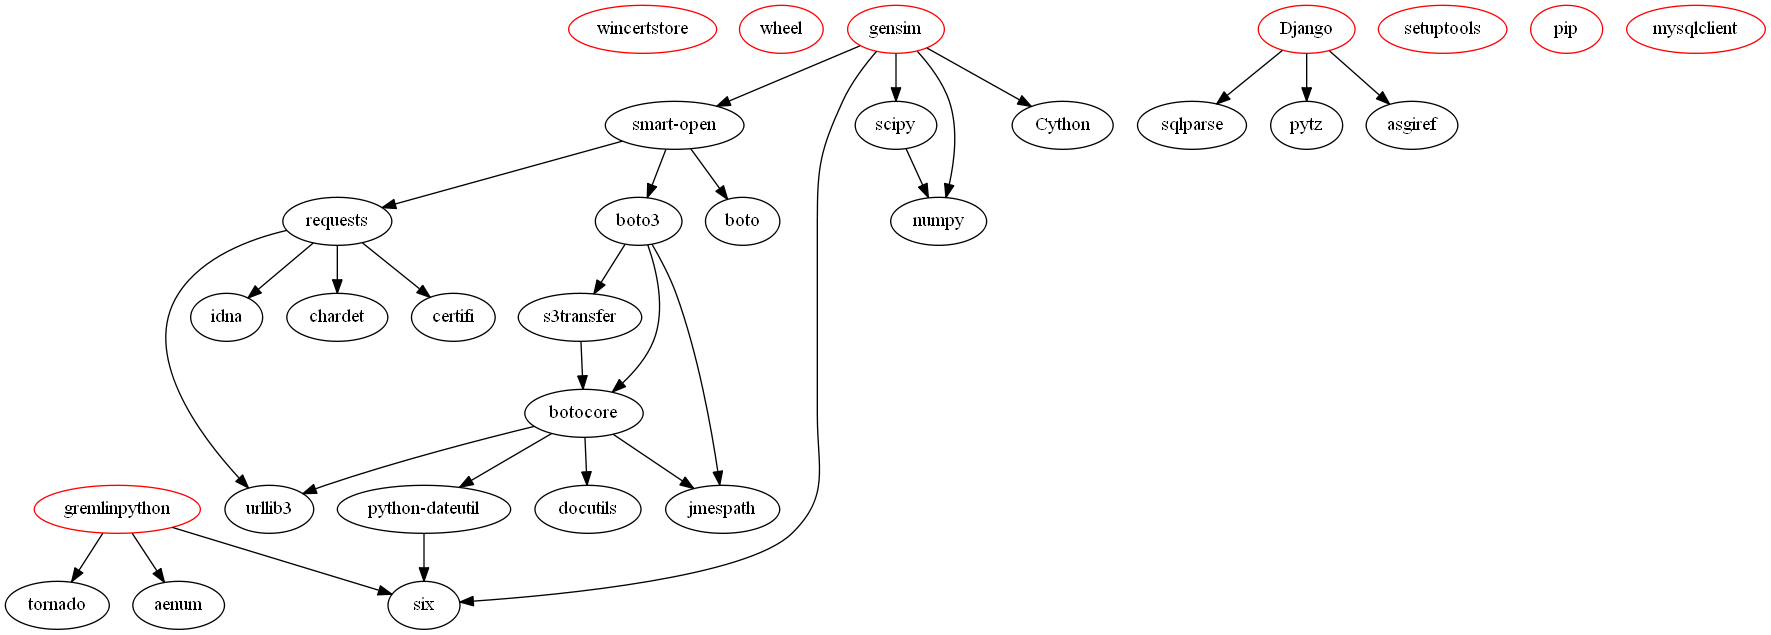 wincertstore
wheel
gensim
Django
setuptools
pip
mysqlclient
smart-open
scipy
Cython
sqlparse
pytz
asgiref
requests
boto3
boto
numpy
idna
chardet
certifi
s3transfer
botocore
gremlinpython
urllib3
python-dateutil
docutils
jmespath
tornado
aenum
six